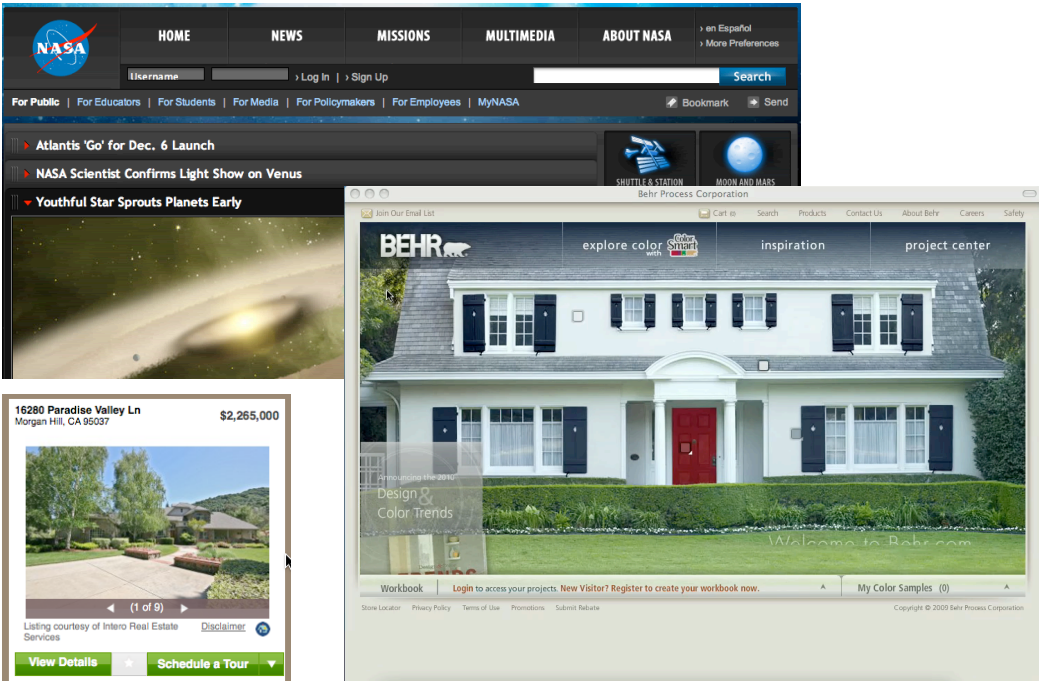 NASA
HOME
NEWS
MISSIONS
MULTIMEDIA
ABOUT NASA
› en Español
› More Preferences
Username
› Log In | › Sign Up
Search
For Public | For Educators | For Students | For Media | For Policymakers | For Employees | MyNASA
Bookmark
Send
Atlantis 'Go' for Dec. 6 Launch
NASA Scientist Confirms Light Show on Venus
Youthful Star Sprouts Planets Early
SHUTTLE & STATION
MOON AND MARS
Behr Process Corporation
Join Our Email List
Cart (0)
Search
Products
Contact Us
About Behr
Careers
Safety
BEHR
explore color with Color Smart
inspiration
project center
Announcing the 2010
Design &
Color Trends
TRENDS
Welcome to Behr.com
Workbook
Login to access your projects. New Visitor? Register to create your workbook now.
My Color Samples (0)
Store Locator
Privacy Policy
Terms of Use
Promotions
Submit Rebate
Copyright © 2009 Behr Process Corporation
16280 Paradise Valley Ln
Morgan Hill, CA 95037
$2,265,000
(1 of 9)
Listing courtesy of Intero Real Estate
Services
Disclaimer
View Details
Schedule a Tour